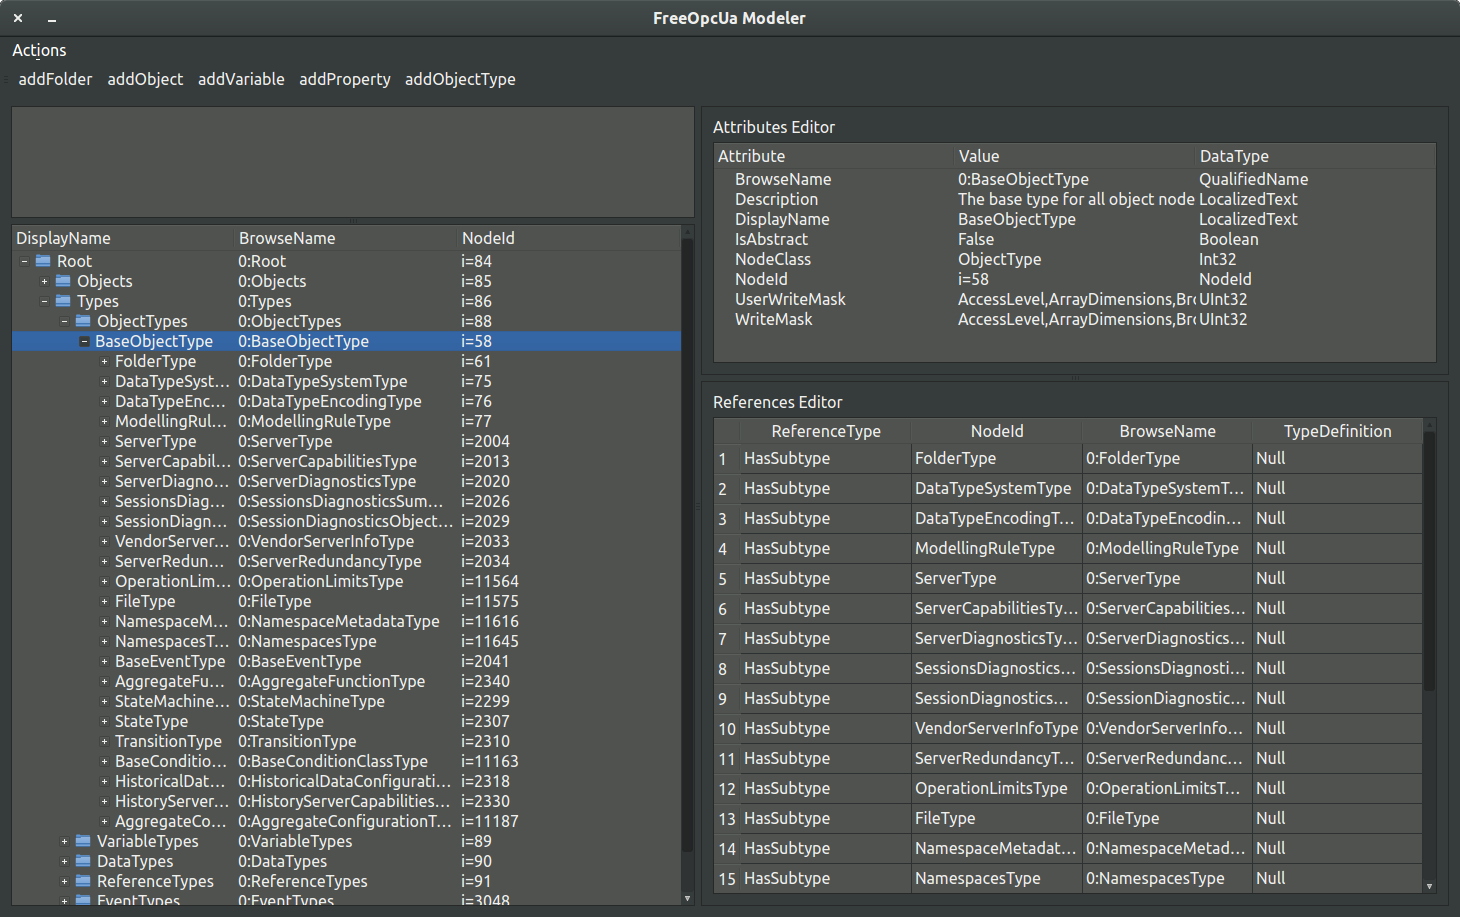 FreeOpcUa Modeler
Actions
addFolder addObject addVariable addProperty addObjectType
DisplayName BrowseName NodeId
Root 0:Root i=84
Objects 0:Objects i=85
Types 0:Types i=86
ObjectTypes 0:ObjectTypes i=88
BaseObjectType 0:BaseObjectType i=58
FolderType 0:FolderType i=61
DataTypeSyst... 0:DataTypeSystemType i=75
DataTypeEnc... 0:DataTypeEncodingType i=76
ModellingRul... 0:ModellingRuleType i=77
ServerType 0:ServerType i=2004
ServerCapabil... 0:ServerCapabilitiesType i=2013
ServerDiagno... 0:ServerDiagnosticsType i=2020
SessionsDiag... 0:SessionsDiagnosticsSum... i=2026
SessionDiagn... 0:SessionDiagnosticsObject... i=2029
VendorServer... 0:VendorServerInfoType i=2033
ServerRedun... 0:ServerRedundancyType i=2034
OperationLim... 0:OperationLimitsType i=11564
FileType 0:FileType i=11575
NamespaceM... 0:NamespaceMetadataType i=11616
NamespacesT... 0:NamespacesType i=11645
BaseEventType 0:BaseEventType i=2041
AggregateFu... 0:AggregateFunctionType i=2340
StateMachine... 0:StateMachineType i=2299
StateType 0:StateType i=2307
TransitionType 0:TransitionType i=2310
BaseConditio... 0:BaseConditionClassType i=11163
HistoricalDat... 0:HistoricalDataConfigurati... i=2318
HistoryServer... 0:HistoryServerCapabilities... i=2330
AggregateCo... 0:AggregateConfigurationT... i=11187
VariableTypes 0:VariableTypes i=89
DataTypes 0:DataTypes i=90
ReferenceTypes 0:ReferenceTypes i=91
EventTypes 0:EventTypes i=3048
Attributes Editor
Attribute Value DataType
BrowseName 0:BaseObjectType QualifiedName
Description The base type for all object node LocalizedText
DisplayName BaseObjectType LocalizedText
IsAbstract False Boolean
NodeClass ObjectType Int32
NodeId i=58 NodeId
UserWriteMask AccessLevel,ArrayDimensions,Bro UInt32
WriteMask AccessLevel,ArrayDimensions,Bro UInt32
References Editor
ReferenceType NodeId BrowseName TypeDefinition
1 HasSubtype FolderType 0:FolderType Null
2 HasSubtype DataTypeSystemType 0:DataTypeSystemT... Null
3 HasSubtype DataTypeEncodingT... 0:DataTypeEncodin... Null
4 HasSubtype ModellingRuleType 0:ModellingRuleType Null
5 HasSubtype ServerType 0:ServerType Null
6 HasSubtype ServerCapabilitiesTy... 0:ServerCapabilities... Null
7 HasSubtype ServerDiagnosticsTy... 0:ServerDiagnostics... Null
8 HasSubtype SessionsDiagnostics... 0:SessionsDiagnosti... Null
9 HasSubtype SessionDiagnostics... 0:SessionDiagnostic... Null
10 HasSubtype VendorServerInfoType 0:VendorServerInfo... Null
11 HasSubtype ServerRedundancyT... 0:ServerRedundanc... Null
12 HasSubtype OperationLimitsType 0:OperationLimitsT... Null
13 HasSubtype FileType 0:FileType Null
14 HasSubtype NamespaceMetadat... 0:NamespaceMetad... Null
15 HasSubtype NamespacesType 0:NamespacesType Null